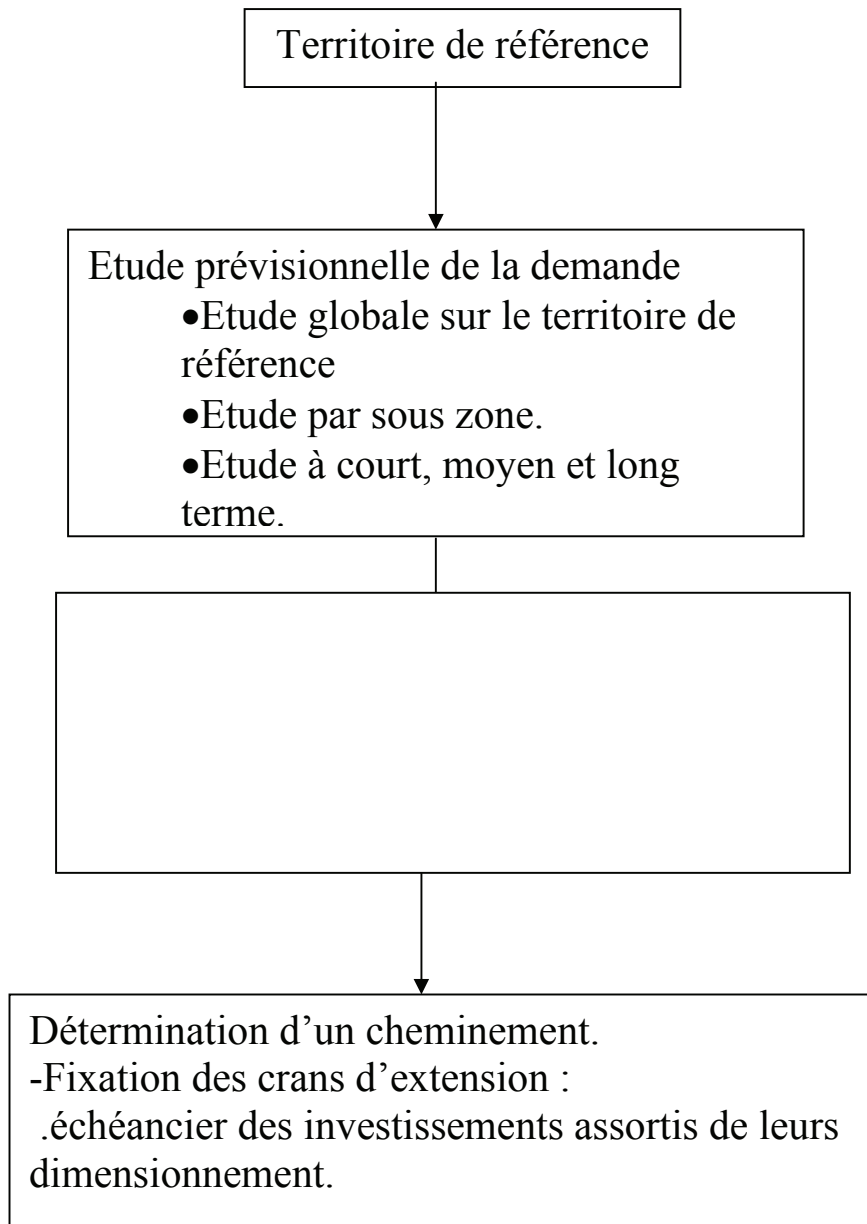 Territoire de référence
Etude prévisionnelle de la demande
•Etude globale sur le territoire de
référence
•Etude par sous zone.
•Etude à court, moyen et long
terme.
Détermination d’un cheminement.
-Fixation des crans d’extension :
.échéancier des investissements assortis de leurs
dimensionnement.